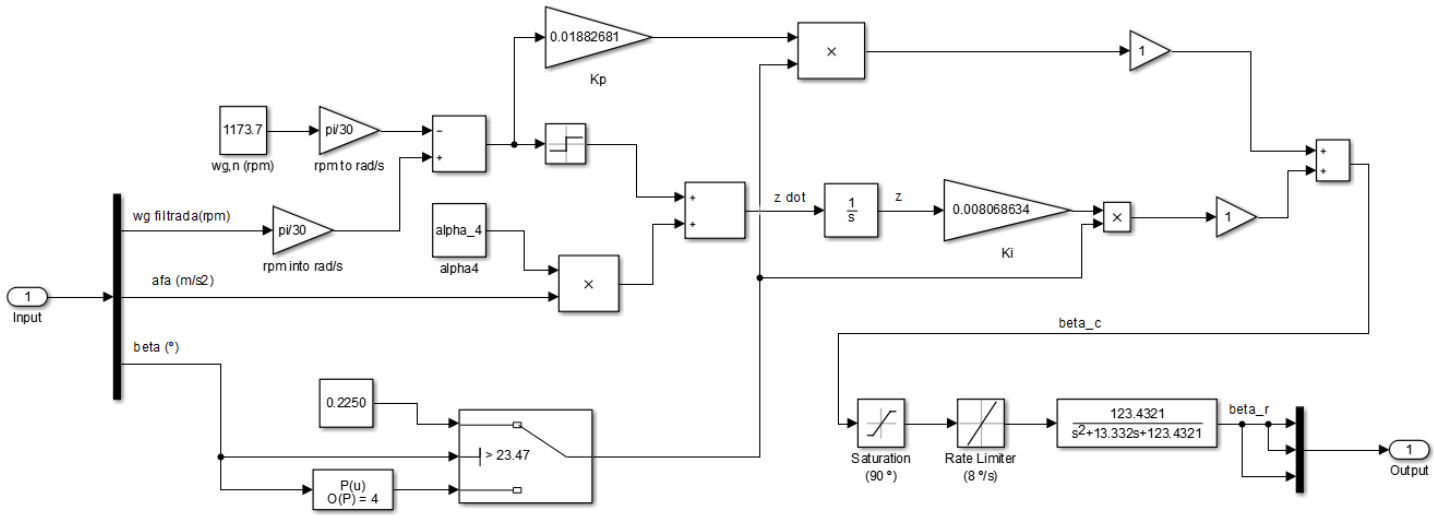 0.01882681
Kp
×
1
1173.7
wg,n (rpm)
pi/30
rpm to rad/s
−
+
wg filtrada(rpm)
pi/30
rpm into rad/s
alpha_4
alpha4
+
+
z dot
1
s
z
0.008068634
Ki
×
1
+
+
1
Input
afa (m/s2)
×
beta (º)
beta_c
0.2250
> 23.47
P(u)
O(P) = 4
Saturation
(90 º)
Rate Limiter
(8 º/s)
123.4321
s2+13.332s+123.4321
beta_r
1
Output